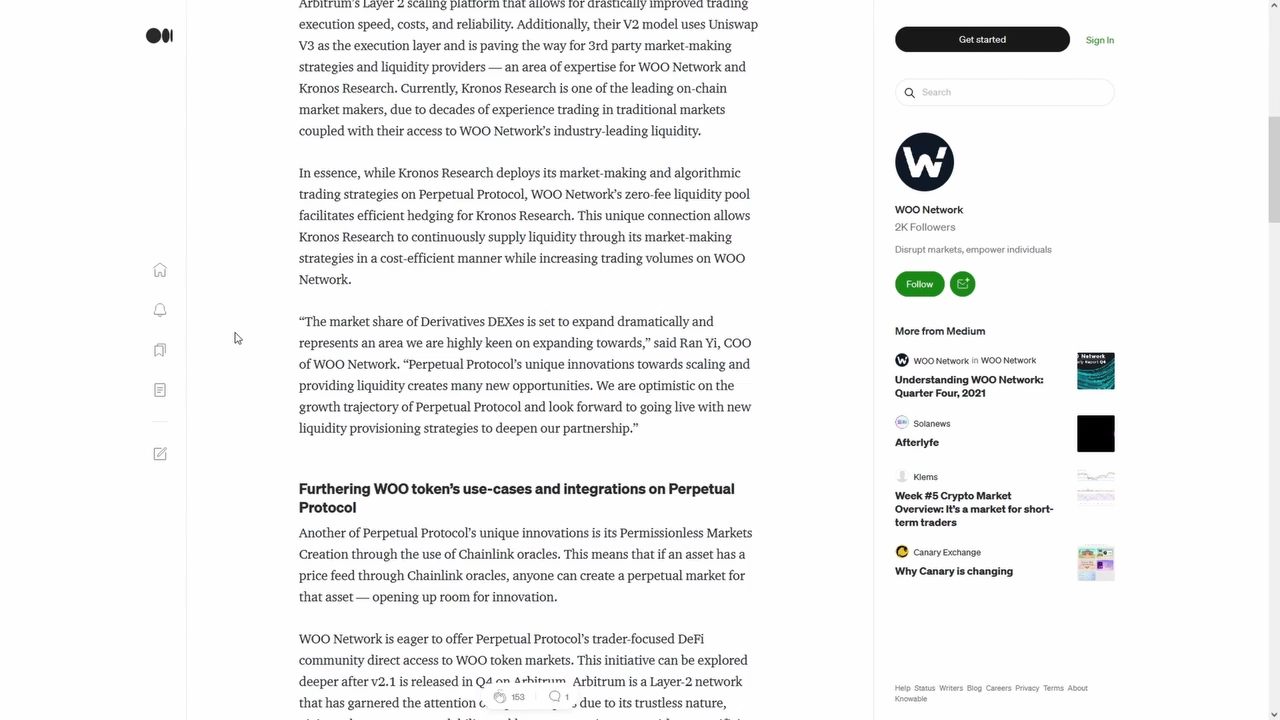 Arbitrum's Layer 2 scaling platform that allows for drastically improved trading
execution speed, costs, and reliability. Additionally, their V2 model uses Uniswap
V3 as the execution layer and is paving the way for 3rd party market-making
strategies and liquidity providers — an area of expertise for WOO Network and
Kronos Research. Currently, Kronos Research is one of the leading on-chain
market makers, due to decades of experience trading in traditional markets
coupled with their access to WOO Network's industry-leading liquidity.
In essence, while Kronos Research deploys its market-making and algorithmic
trading strategies on Perpetual Protocol, WOO Network's zero-fee liquidity pool
facilitates efficient hedging for Kronos Research. This unique connection allows
Kronos Research to continuously supply liquidity through its market-making
strategies in a cost-efficient manner while increasing trading volumes on WOO
Network.
“The market share of Derivatives DEXes is set to expand dramatically and
represents an area we are highly keen on expanding towards,” said Ran Yi, COO
of WOO Network. “Perpetual Protocol's unique innovations towards scaling and
providing liquidity creates many new opportunities. We are optimistic on the
growth trajectory of Perpetual Protocol and look forward to going live with new
liquidity provisioning strategies to deepen our partnership.”
Furthering WOO token's use-cases and integrations on Perpetual
Protocol
Another of Perpetual Protocol's unique innovations is its Permissionless Markets
Creation through the use of Chainlink oracles. This means that if an asset has a
price feed through Chainlink oracles, anyone can create a perpetual market for
that asset — opening up room for innovation.
WOO Network is eager to offer Perpetual Protocol's trader-focused DeFi
community direct access to WOO token markets. This initiative can be explored
deeper after v2.1 is released in Q4 on Arbitrum. Arbitrum is a Layer-2 network
that has garnered the attention due to its trustless nature,
153 1
Get started Sign In
Search
WOO Network
2K Followers
Disrupt markets, empower individuals
Follow
More from Medium
WOO Network in WOO Network
Understanding WOO Network:
Quarter Four, 2021
Solanews
Afterlyfe
Klems
Week #5 Crypto Market
Overview: It's a market for short-
term traders
Canary Exchange
Why Canary is changing
Help Status Writers Blog Careers Privacy Terms About
Knowable